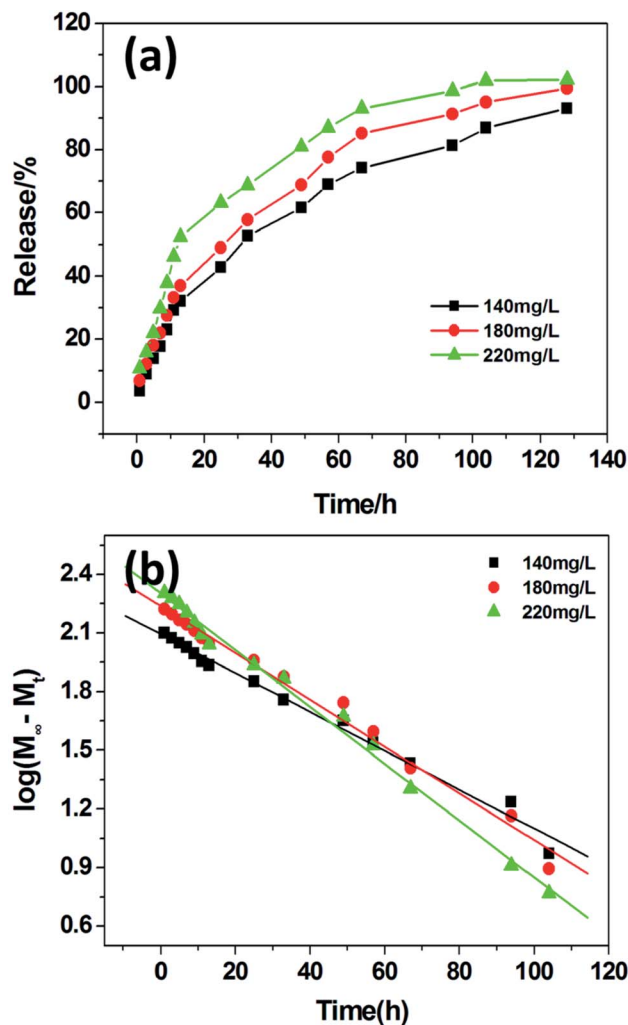 (a)
Release/%
120
100
80
60
40
20
0
140mg/L
180mg/L
220mg/L
0 20 40 60 80 100 120 140
Time/h
(b)
log(M∞- Mt)
2.4
2.1
1.8
1.5
1.2
0.9
0.6
140mg/L
180mg/L
220mg/L
0 20 40 60 80 100 120
Time(h)